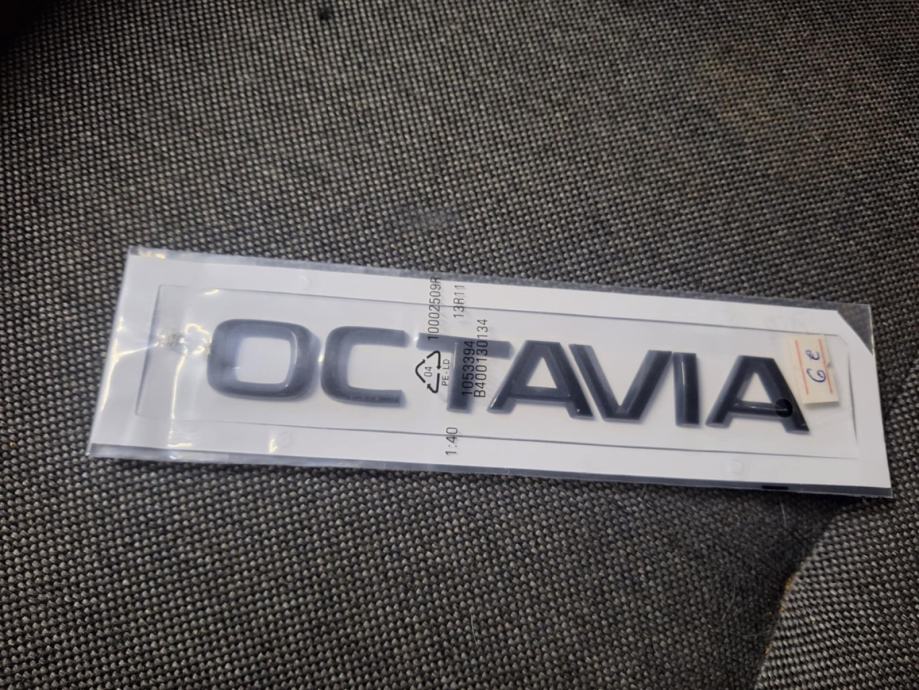 OCTAVIA
10002509R
13R11
04
PE-LD
1053394
B400130134
1:40
6 €